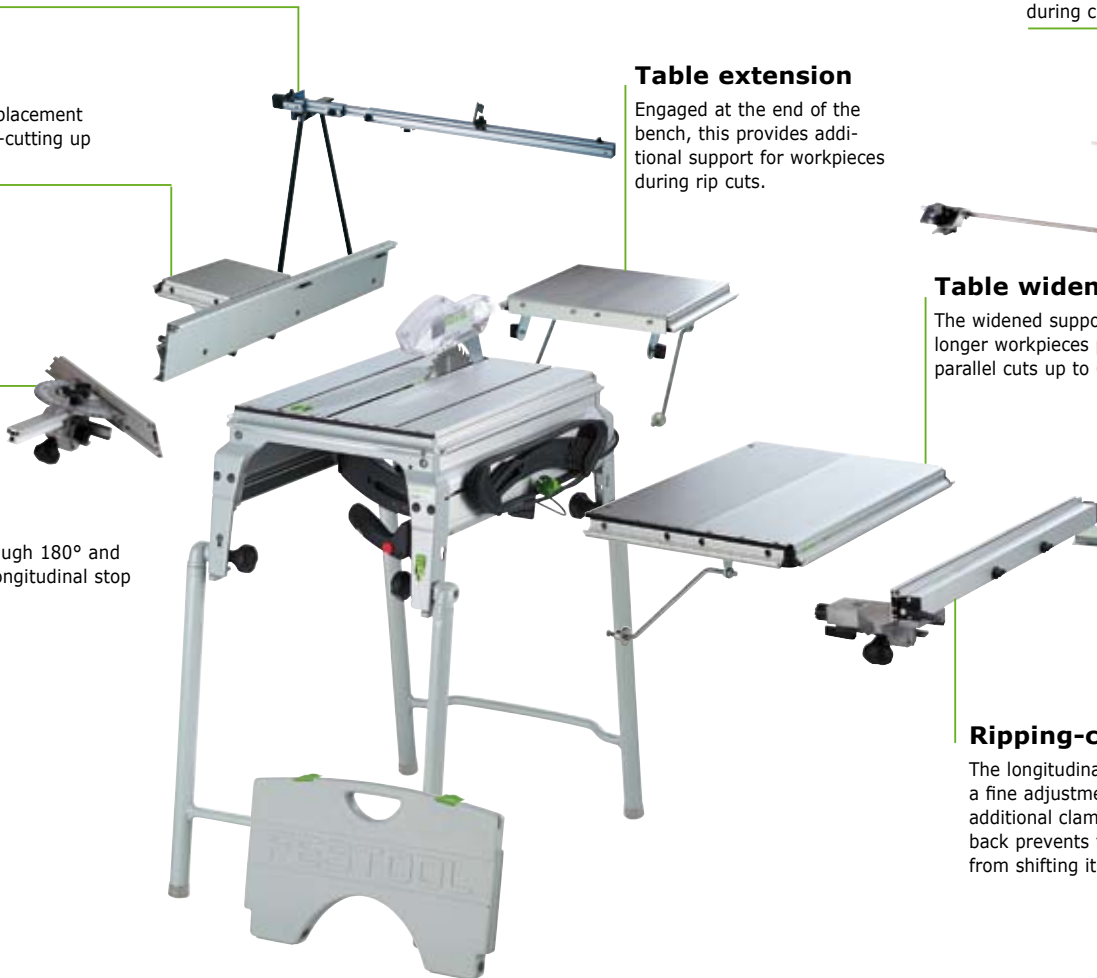 during c
Table extension
Engaged at the end of the
bench, this provides addi-
tional support for workpieces
during rip cuts.
placement
-cutting up
Table widen
The widened suppo
longer workpieces p
parallel cuts up to
ugh 180° and
ongitudinal stop
Ripping-c
The longitudina
a fine adjustme
additional clam
back prevents t
from shifting it
FESTOOL